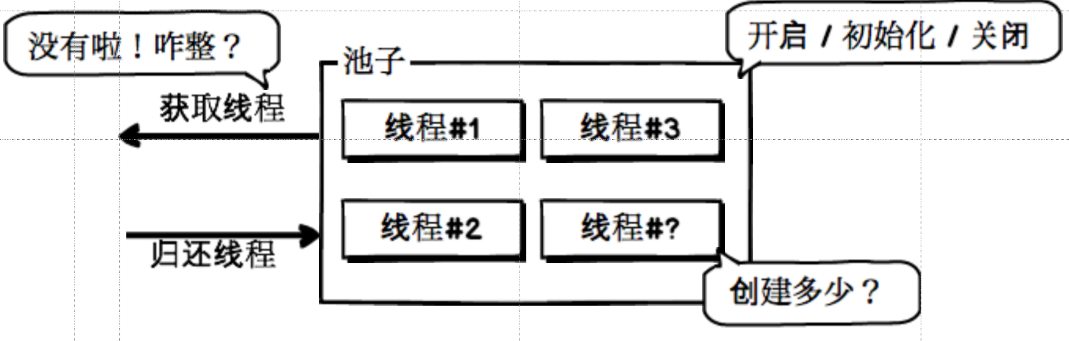 没有啦！咋整？
开启 / 初始化 / 关闭
池子
获取线程
线程#1
线程#3
线程#2
线程#?
归还线程
创建多少？